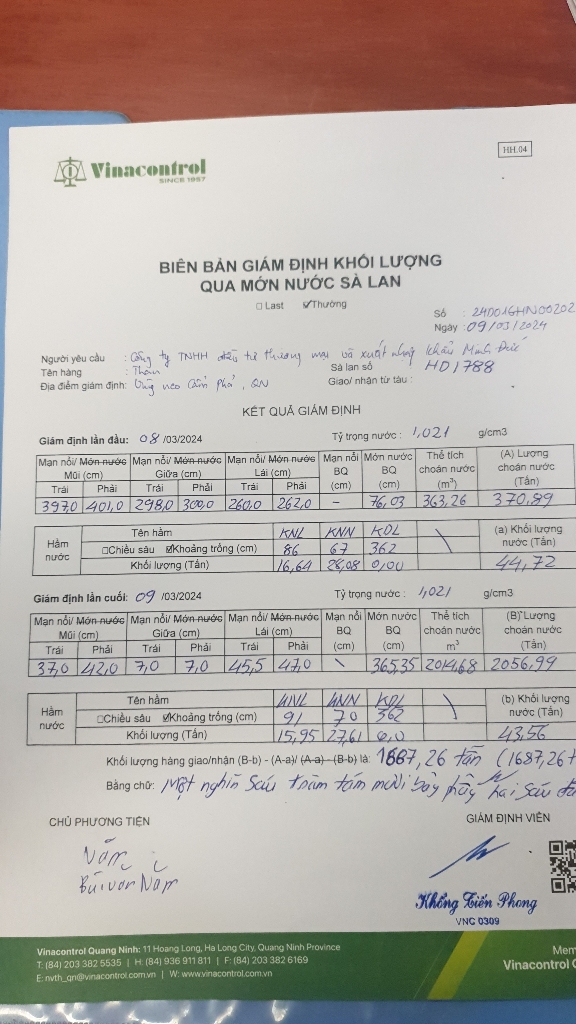 HH.04
Vinacontrol
SINCE 1957
BIÊN BẢN GIÁM ĐỊNH KHỐI LƯỢNG
QUA MỚN NƯỚC SÀ LAN
□ Last ☑Thường
Số : 24D01GHN00202
Ngày : 09/03/2024
Người yêu cầu : Công ty TNHH đầu tư thương mại và xuất nhập khẩu Minh Đức
Tên hàng : Than Sà lan số HD1788
Địa điểm giám định: Vùng neo Cẩm Phả, QN Giao/ nhận từ tàu :
KẾT QUẢ GIÁM ĐỊNH
Giám định lần đầu: 08 /03/2024 Tỷ trọng nước : 1,021 g/cm3
Mạn nổi/ Mớn nước Mũi (cm) Mạn nổi/ Mớn nước Giữa (cm) Mạn nổi/ Mớn nước Lái (cm) Mạn nổi BQ (cm) Mớn nước BQ (cm) Thể tích choán nước (m³) (A) Lượng choán nước (Tấn)
Trái Phải Trái Phải Trái Phải
397,0 401,0 298,0 300,0 260,0 262,0 - 76,03 363,26 370,89
Hầm nước Tên hầm KNL KNN KDL \ (a) Khối lượng nước (Tấn)
□Chiều sâu ☑Khoảng trống (cm) 86 67 362
Khối lượng (Tấn) 16,64 28,08 0,00 44,72
Giám định lần cuối: 09 /03/2024 Tỷ trọng nước : 1,021 g/cm3
Mạn nổi/ Mớn nước Mũi (cm) Mạn nổi/ Mớn nước Giữa (cm) Mạn nổi/ Mớn nước Lái (cm) Mạn nổi BQ (cm) Mớn nước BQ (cm) Thể tích choán nước m³ (B) Lượng choán nước (Tấn)
Trái Phải Trái Phải Trái Phải
37,0 42,0 7,0 7,0 45,5 47,0 \ 365,35 2014,68 2056,99
Hầm nước Tên hầm KNL KNN KDL \ (b) Khối lượng nước (Tấn)
□Chiều sâu ☑Khoảng trống (cm) 91 70 362
Khối lượng (Tấn) 15,95 27,61 0,0 43,56
Khối lượng hàng giao/nhận (B-b) - (A-a)/ (A-a) - (B-b) là: 1687,26 tấn (1687,26 t
Bằng chữ: Một nghìn sáu trăm tám mươi bảy phẩy hai sáu
CHỦ PHƯƠNG TIỆN
GIÁM ĐỊNH VIÊN
Năm
Bùi Văn Năm
Khổng Tiến Phong
VNC 0309
Vinacontrol Quang Ninh: 11 Hoang Long, Ha Long City, Quang Ninh Province
T: (84) 203 382 5535 | H: (84) 936 911 811 | F: (84) 203 382 6169
E: nvth_qn@vinacontrol.com.vn | W: www.vinacontrol.com.vn
Mem
Vinacontrol